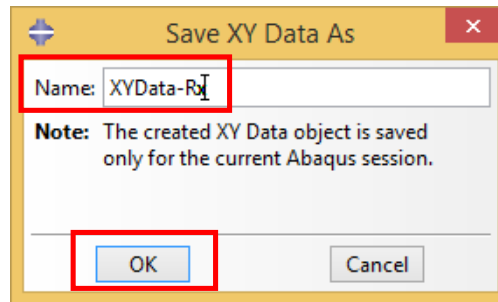 Save XY Data As
Name: XYData-Rx
Note: The created XY Data object is saved
only for the current Abaqus session.
OK Cancel